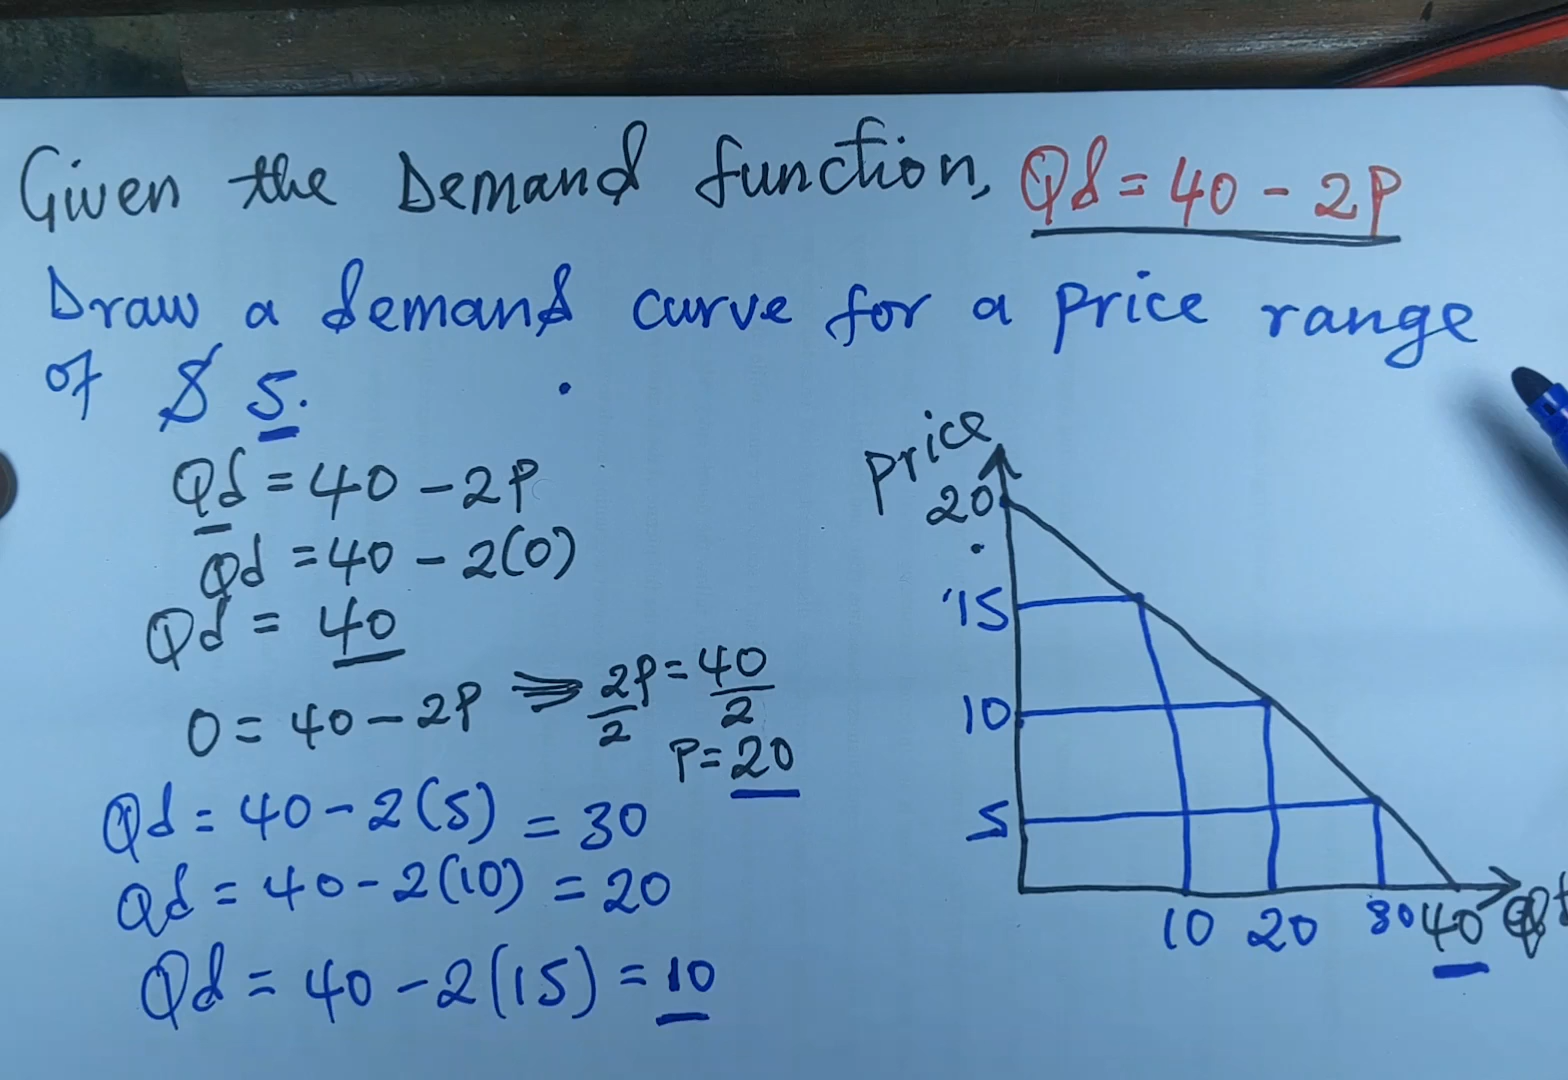 Given the Demand function, Qd = 40 - 2P
Draw a demand curve for a price range
of $ 5.
Qd = 40 - 2P
Qd = 40 - 2(0)
Qd = 40
0 = 40 - 2P ⇒ 2P/2 = 40/2
P = 20
Qd = 40 - 2(5) = 30
Qd = 40 - 2(10) = 20
Qd = 40 - 2(15) = 10
Price
20
15
10
5
10 20 30 40